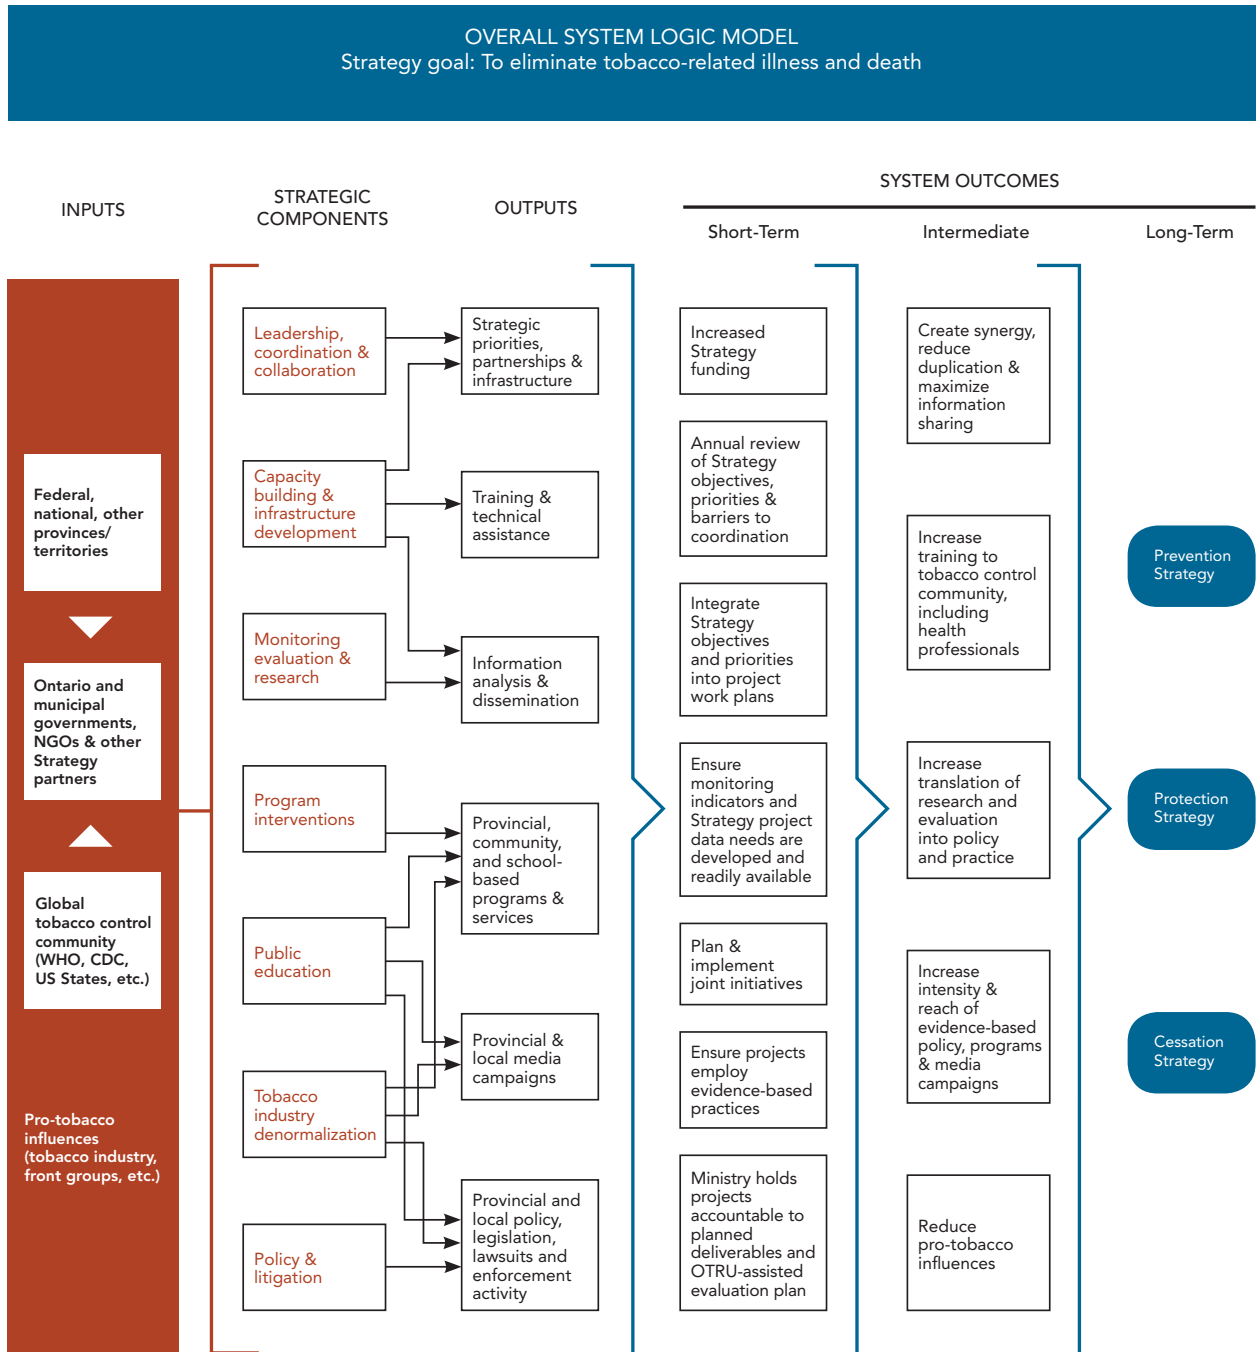 OVERALL SYSTEM LOGIC MODEL
Strategy goal: To eliminate tobacco-related illness and death
INPUTS
STRATEGIC
COMPONENTS
OUTPUTS
SYSTEM OUTCOMES
Short-Term
Intermediate
Long-Term
Federal,
national, other
provinces/
territories
Ontario and
municipal
governments,
NGOs & other
Strategy
partners
Global
tobacco control
community
(WHO, CDC,
US States, etc.)
Pro-tobacco
influences
(tobacco industry,
front groups, etc.)
Leadership,
coordination &
collaboration
Capacity
building &
infrastructure
development
Monitoring
evaluation &
research
Program
interventions
Public
education
Tobacco
industry
denormalization
Policy &
litigation
Strategic
priorities,
partnerships &
infrastructure
Training &
technical
assistance
Information
analysis &
dissemination
Provincial,
community,
and school-
based
programs &
services
Provincial &
local media
campaigns
Provincial and
local policy,
legislation,
lawsuits and
enforcement
activity
Increased
Strategy
funding
Annual review
of Strategy
objectives,
priorities &
barriers to
coordination
Integrate
Strategy
objectives
and priorities
into project
work plans
Ensure
monitoring
indicators and
Strategy project
data needs are
developed and
readily available
Plan &
implement
joint initiatives
Ensure projects
employ
evidence-based
practices
Ministry holds
projects
accountable to
planned
deliverables and
OTRU-assisted
evaluation plan
Create synergy,
reduce
duplication &
maximize
information
sharing
Increase
training to
tobacco control
community,
including
health
professionals
Increase
translation of
research and
evaluation
into policy
and practice
Increase
intensity &
reach of
evidence-based
policy, programs
& media
campaigns
Reduce
pro-tobacco
influences
Prevention
Strategy
Protection
Strategy
Cessation
Strategy